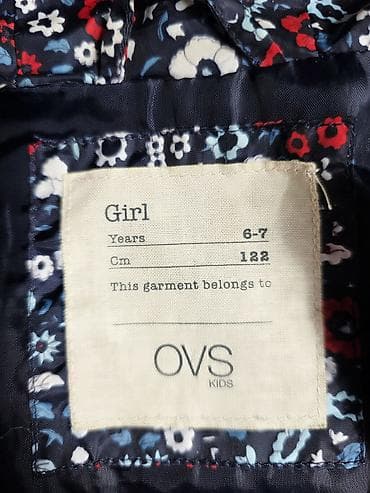 Girl
Years 6-7
Cm 122
This garment belongs to
OVS
KIDS